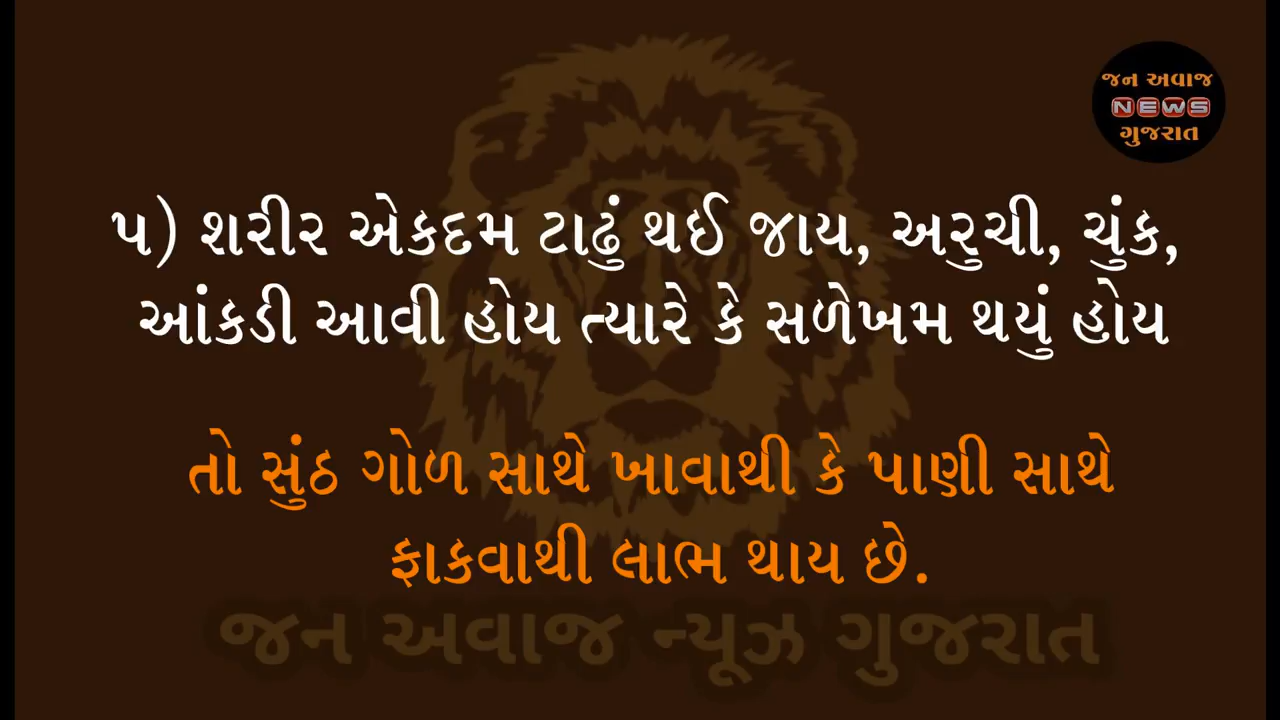 જન અવાજ
NEWS
ગુજરાત
૫) શરીર એકદમ ટાઢું થઈ જાય, અરુચી, ચુંક,
આંકડી આવી હોય ત્યારે કે સળેખમ થયું હોય
તો સુંઠ ગોળ સાથે ખાવાથી કે પાણી સાથે
ફાકવાથી લાભ થાય છે.
જન અવાજ ન્યૂઝ ગુજરાત